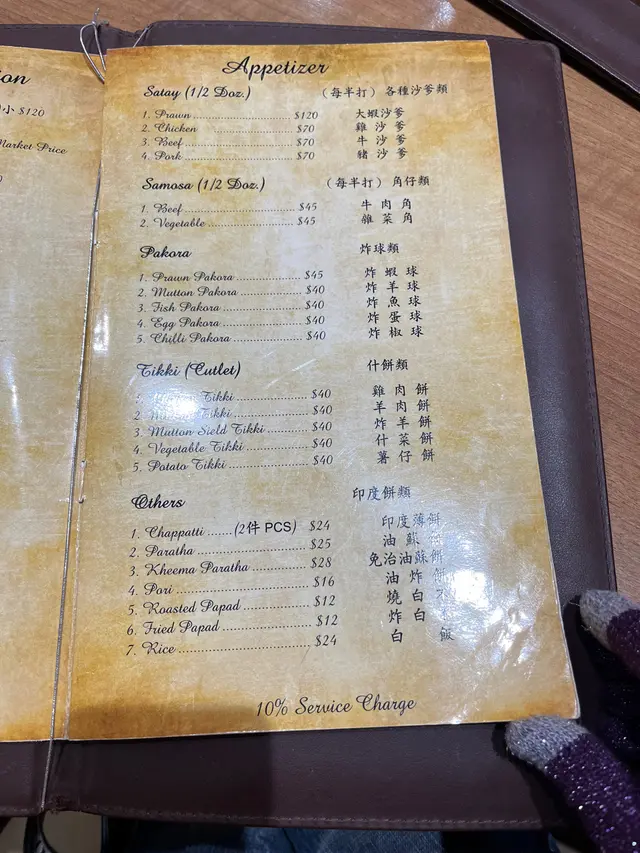 on
小 $120
Market Price
Appetizer
Satay (1/2 Doz.) (每半打) 各種沙爹類
1. Prawn $120 大蝦沙爹
2. Chicken $70 雞沙爹
3. Beef $70 牛沙爹
4. Pork $70 豬沙爹
Samosa (1/2 Doz.) (每半打) 角仔類
1. Beef $45 牛肉角
2. Vegetable $45 雜菜角
Pakora 炸球類
1. Prawn Pakora $45 炸蝦球
2. Mutton Pakora $40 炸羊球
3. Fish Pakora $40 炸魚球
4. Egg Pakora $40 炸蛋球
5. Chilli Pakora $40 炸椒球
Tikki (Cutlet) 什餅類
Tikki $40 雞肉餅
2. Tikki $40 羊肉餅
3. Mutton Sield Tikki $40 炸羊餅
4. Vegetable Tikki $40 什菜餅
5. Potato Tikki $40 薯仔餅
Others 印度餅類
1. Chappatti (2件 PCS) $24 印度薄餅
2. Paratha $25 油
3. Kheema Paratha $28 免治油酥餅
4. Pori $16 油炸餅
5. Roasted Papad $12 燒白
6. Fried Papad $12 炸白
7. Rice $24 白飯
10% Service Charge